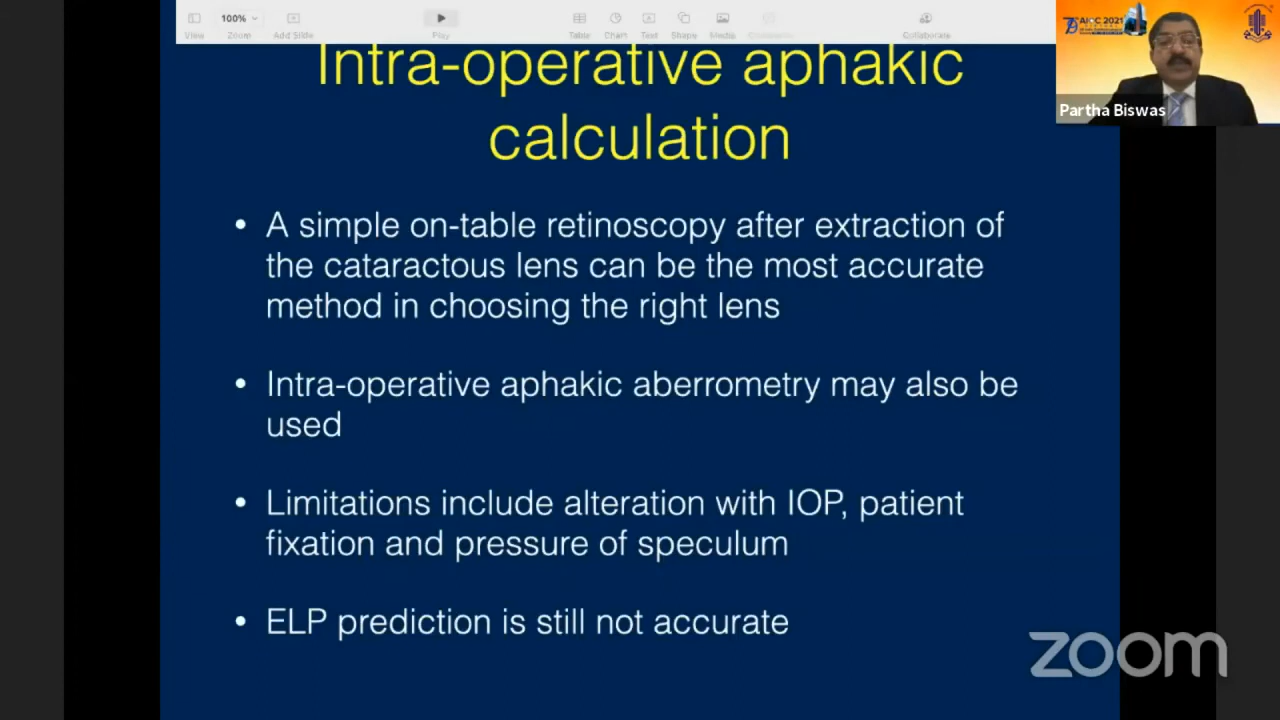 100%
View
Zoom
Add Slide
Play
Table
Chart
Text
Shape
Media
Collaborate
AIOC 2021
Partha Biswas
Intra-operative aphakic
calculation
• A simple on-table retinoscopy after extraction of
the cataractous lens can be the most accurate
method in choosing the right lens
• Intra-operative aphakic aberrometry may also be
used
• Limitations include alteration with IOP, patient
fixation and pressure of speculum
• ELP prediction is still not accurate
zoom